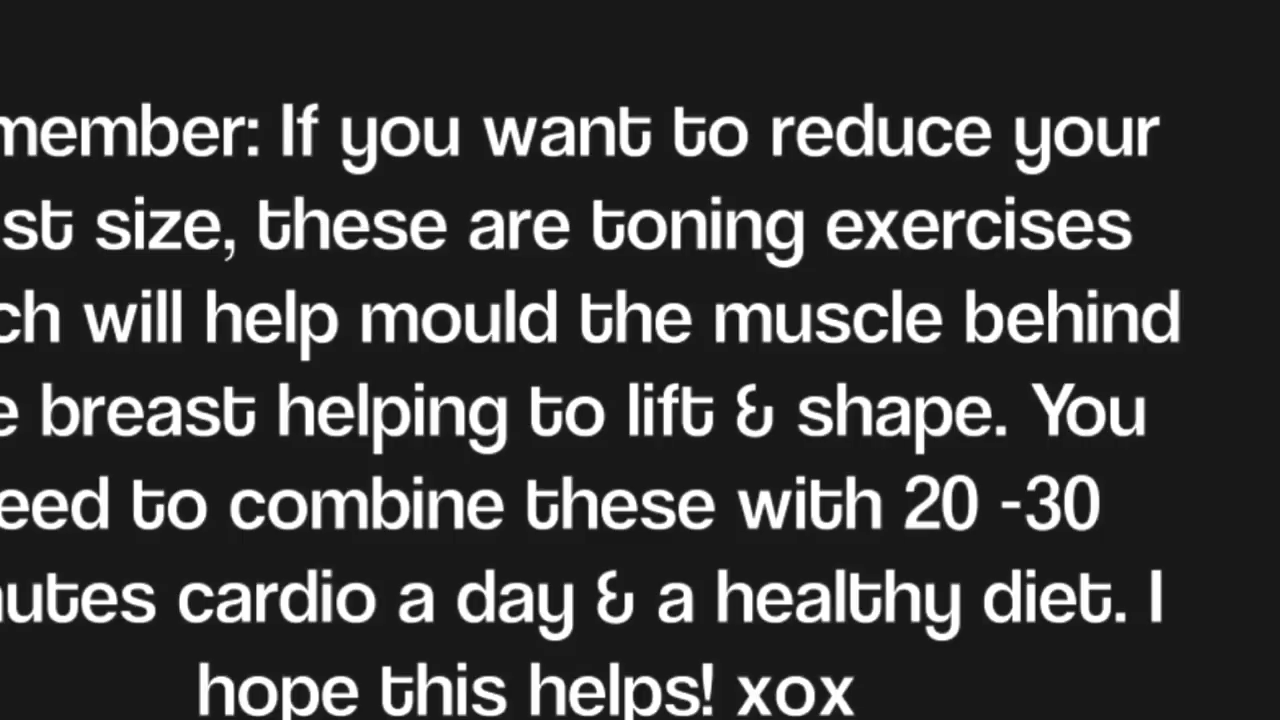 member: If you want to reduce your
st size, these are toning exercises
ch will help mould the muscle behind
e breast helping to lift & shape. You
eed to combine these with 20 -30
utes cardio a day & a healthy diet. I
hope this helps! xox